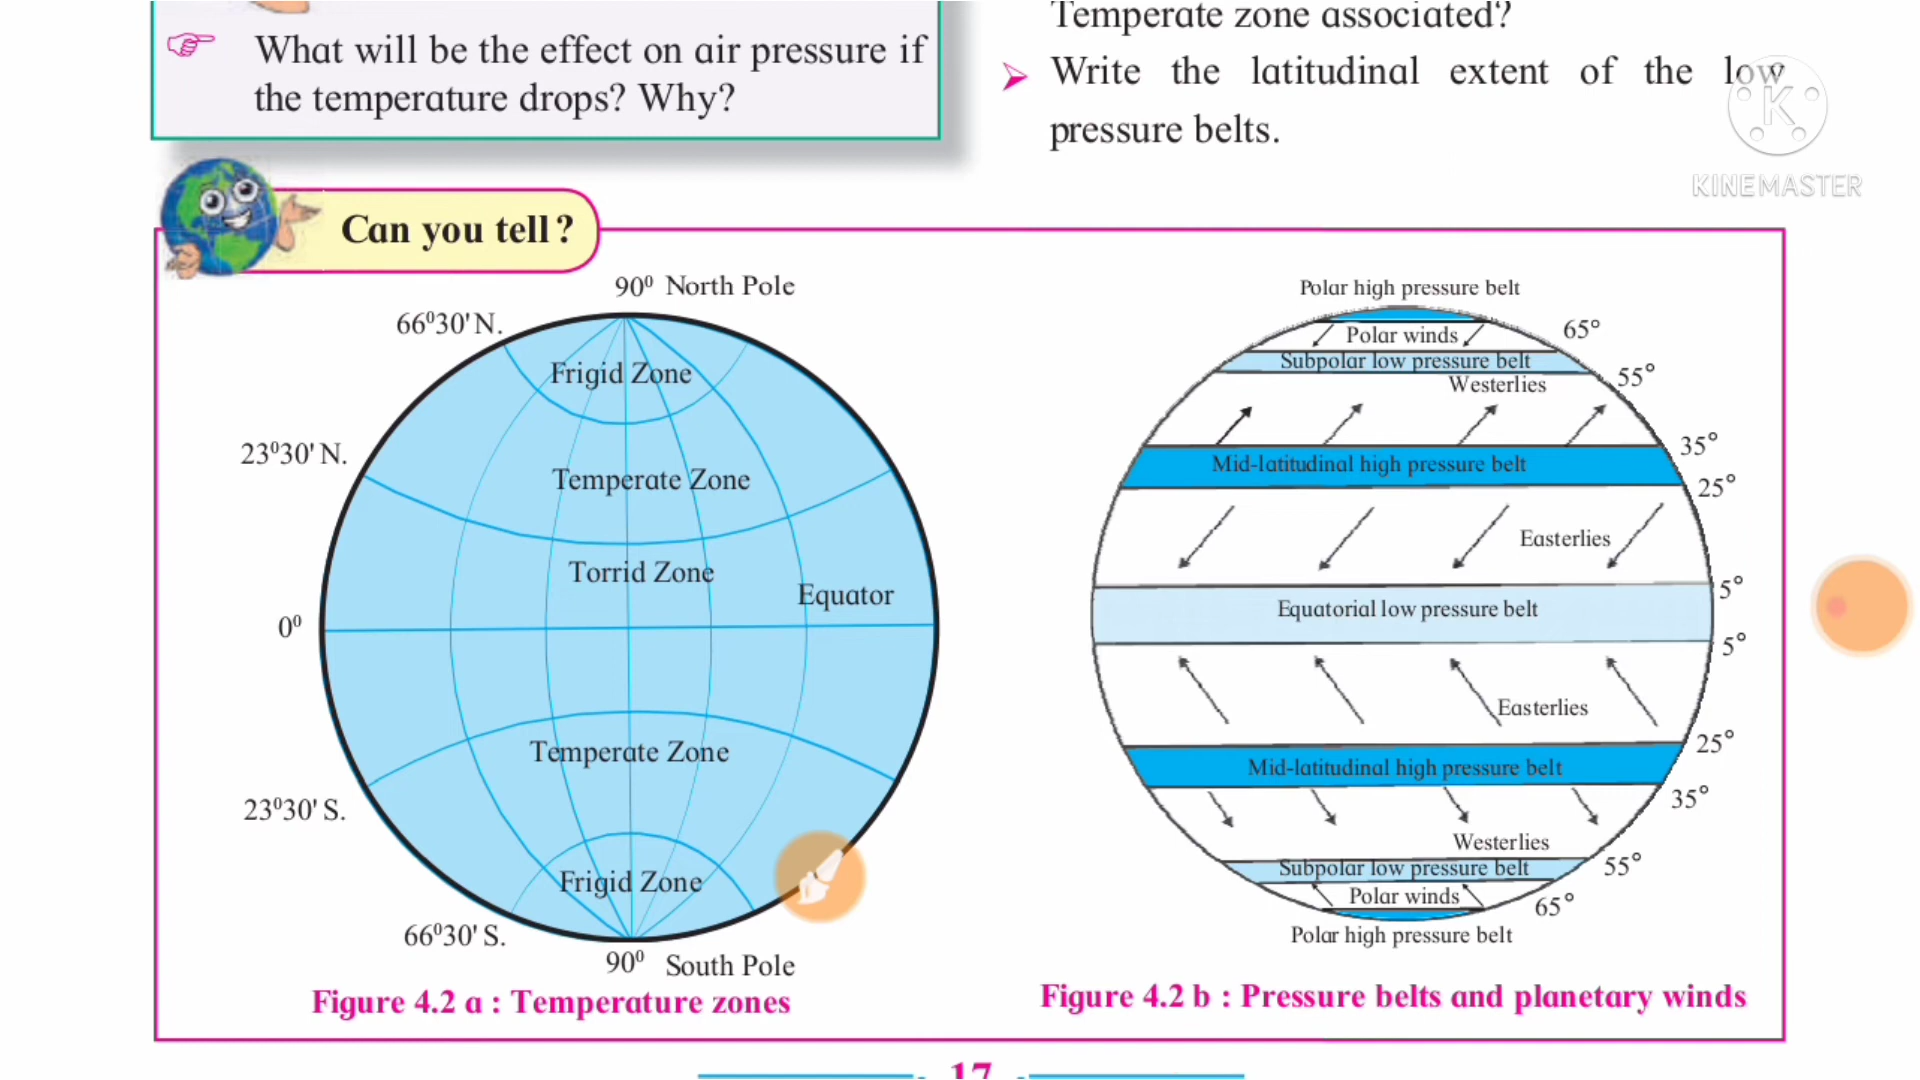 What will be the effect on air pressure if
the temperature drops? Why?
Temperate zone associated?
Write the latitudinal extent of the low
pressure belts.
KINEMASTER
Can you tell?
90⁰ North Pole
66⁰30' N.
Frigid Zone
23⁰30' N.
Temperate Zone
Torrid Zone
Equator
0⁰
Temperate Zone
23⁰30' S.
Frigid Zone
66⁰30' S.
90⁰ South Pole
Figure 4.2 a : Temperature zones
Polar high pressure belt
65°
Polar winds
Subpolar low pressure belt
55°
Westerlies
35°
Mid-latitudinal high pressure belt
25°
Easterlies
5°
Equatorial low pressure belt
5°
Easterlies
25°
Mid-latitudinal high pressure belt
35°
Westerlies
55°
Subpolar low pressure belt
Polar winds
65°
Polar high pressure belt
Figure 4.2 b : Pressure belts and planetary winds
17